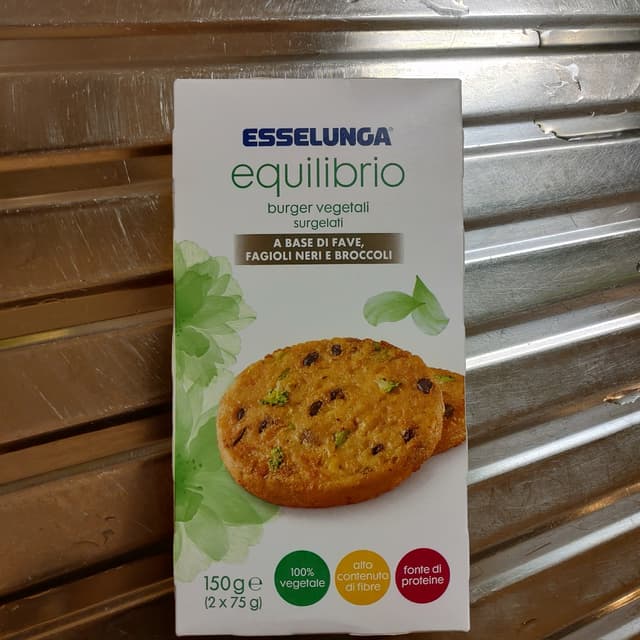 ESSELUNGA
equilibrio
burger vegetali
surgelati
A BASE DI FAVE,
FAGIOLI NERI E BROCCOLI
150 g e
(2 x 75 g)
100%
vegetale
alto
contenuto
di fibre
fonte di
proteine